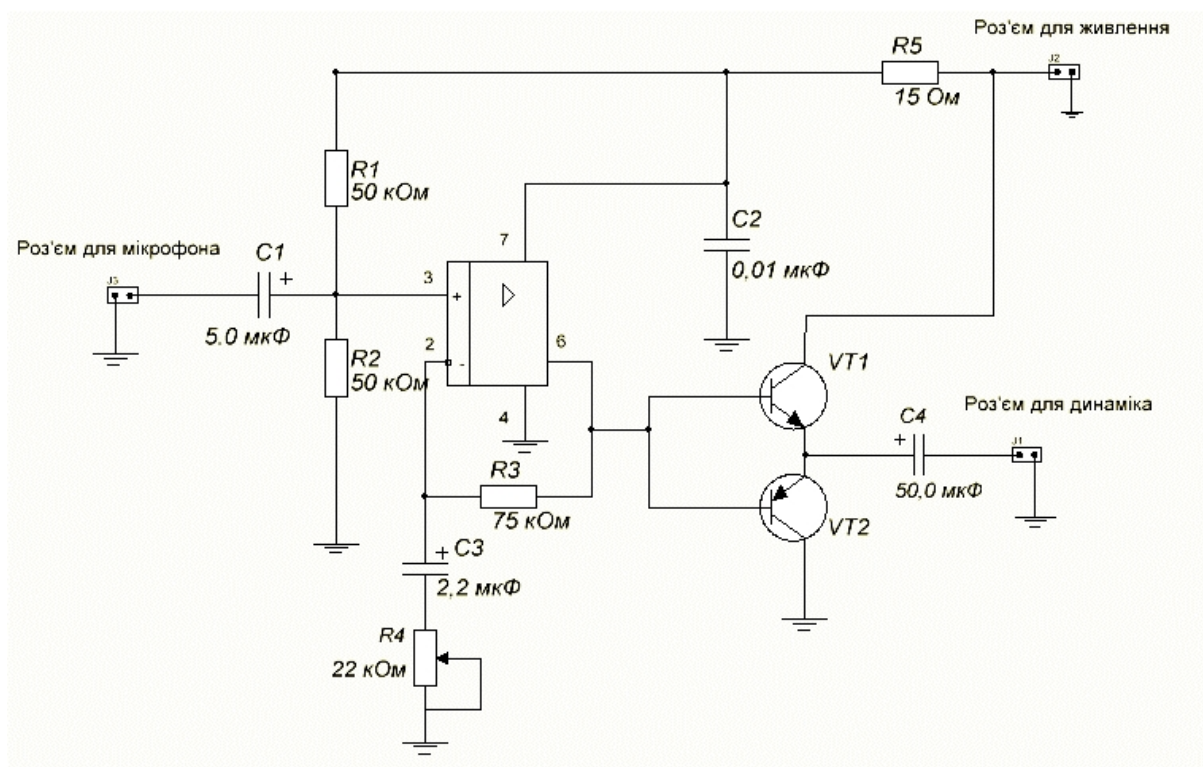 Роз'єм для живлення
R5
J2
15 Ом
R1
50 кОм
Роз'єм для мікрофона
C1
+
7
C2
0,01 мкФ
J3
3
+
5.0 мкФ
2
-
6
R2
50 кОм
VT1
4
C4
Роз'єм для динаміка
+
J1
R3
50,0 мкФ
75 кОм
VT2
+
C3
2,2 мкФ
R4
22 кОм